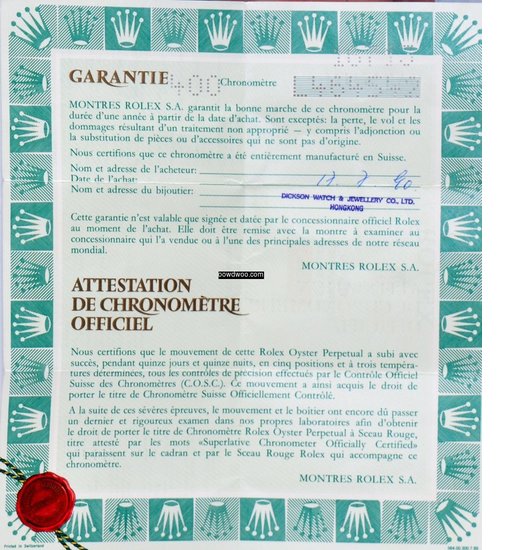 GARANTIE 400 Chronomètre
MONTRES ROLEX S.A. garantit la bonne marche de ce chronomètre pour la
durée d'une année à partir de la date d'achat. Sont exceptés: la perte, le vol et les
dommages résultant d'un traitement non approprié – y compris l'adjonction ou
la substitution de pièces ou d'accessoires qui ne sont pas d'origine.
Nous certifions que ce chronomètre a été entièrement manufacturé en Suisse.
Nom et adresse de l'acheteur:
Date de l'achat:
Nom et adresse du bijoutier:
DICKSON WATCH & JEWELLERY CO., LTD.
HONGKONG
Cette garantie n'est valable que signée et datée par le concessionnaire officiel Rolex
au moment de l'achat. Elle doit être remise avec la montre à examiner au
concessionnaire qui l'a vendue ou à l'une des principales adresses de notre réseau
mondial.
MONTRES ROLEX S.A.
powdwoo.com
ATTESTATION
DE CHRONOMÈTRE
OFFICIEL
Nous certifions que le mouvement de cette Rolex Oyster Perpetual a subi avec
succès, pendant quinze jours et quinze nuits, en cinq positions et à trois tempéra-
tures déterminées, tous les contrôles de précision effectués par le Contrôle Officiel
Suisse des Chronomètres (C.O.S.C.). Ce mouvement a ainsi acquis le droit de
porter le titre de Chronomètre Suisse Officiellement Contrôlé.
A la suite de ces sévères épreuves, le mouvement et le boîtier ont encore dû passer
un dernier et rigoureux examen dans nos propres laboratoires afin d'obtenir
le droit de porter le titre de Chronomètre Rolex Oyster Perpetual à Sceau Rouge,
titre attesté par les mots «Superlative Chronometer Officially Certified»
qui paraissent sur le cadran et par le Sceau Rouge Rolex qui accompagne ce
chronomètre.
MONTRES ROLEX S.A.
Printed in Switzerland